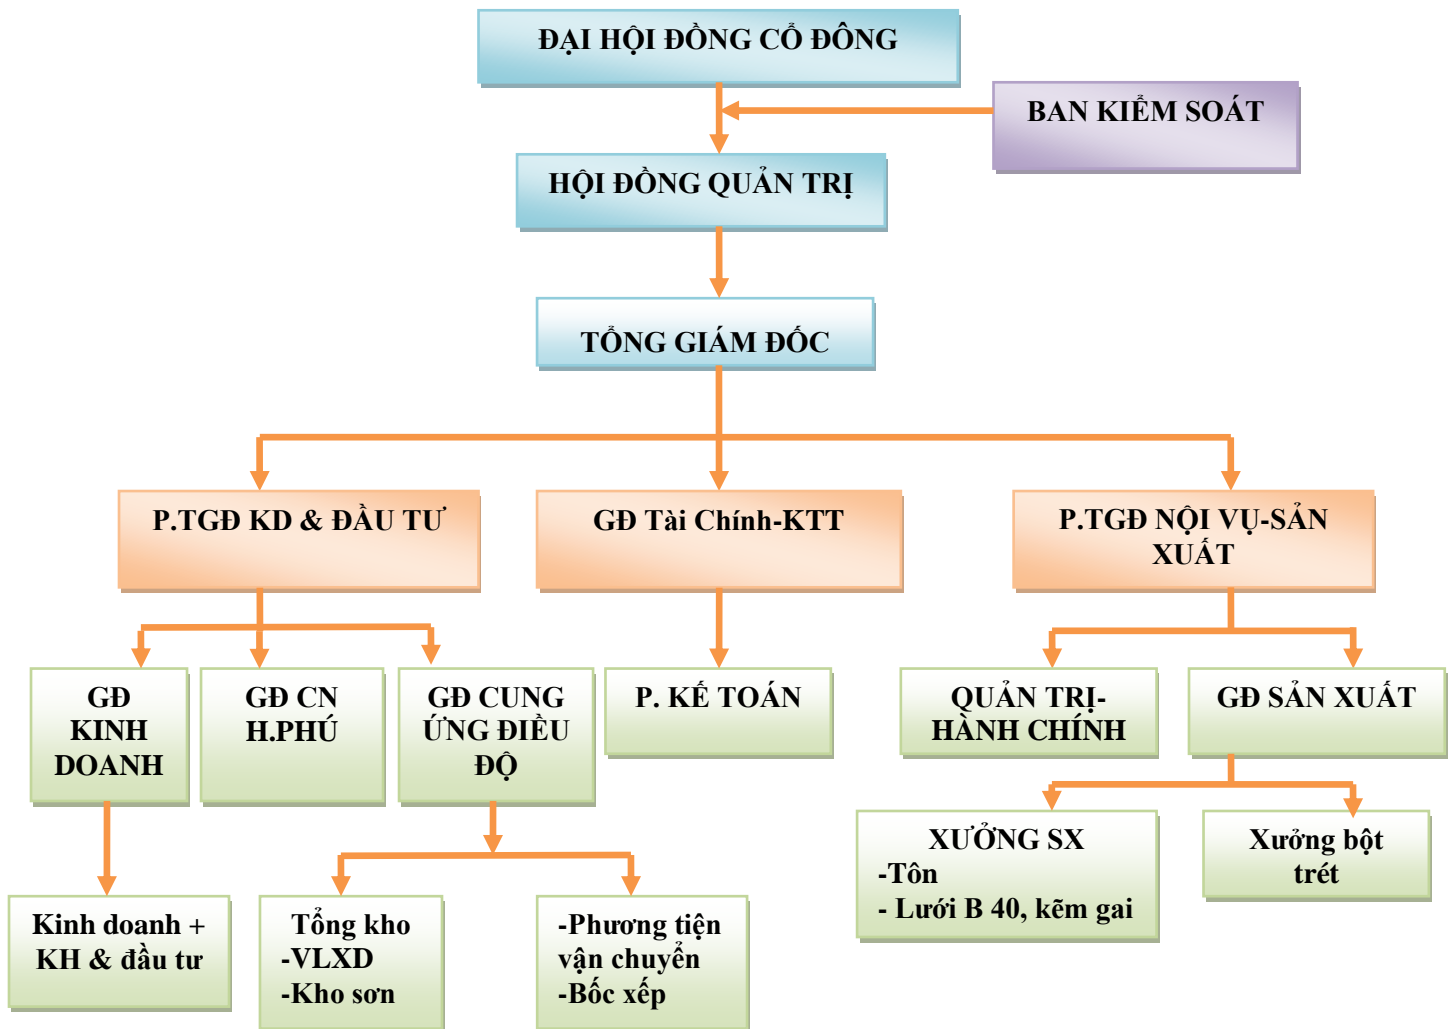 ĐẠI HỘI ĐỒNG CỔ ĐÔNG
BAN KIỂM SOÁT
HỘI ĐỒNG QUẢN TRỊ
TỔNG GIÁM ĐỐC
P.TGĐ KD & ĐẦU TƯ
GĐ Tài Chính-KTT
P.TGĐ NỘI VỤ-SẢN
XUẤT
GĐ
KINH
DOANH
GĐ CN
H.PHÚ
GĐ CUNG
ỨNG ĐIỀU
ĐỘ
P. KẾ TOÁN
QUẢN TRỊ-
HÀNH CHÍNH
GĐ SẢN XUẤT
XƯỞNG SX
-Tôn
- Lưới B 40, kẽm gai
Xưởng bột
trét
Kinh doanh +
KH & đầu tư
Tổng kho
-VLXD
-Kho sơn
-Phương tiện
vận chuyển
-Bốc xếp